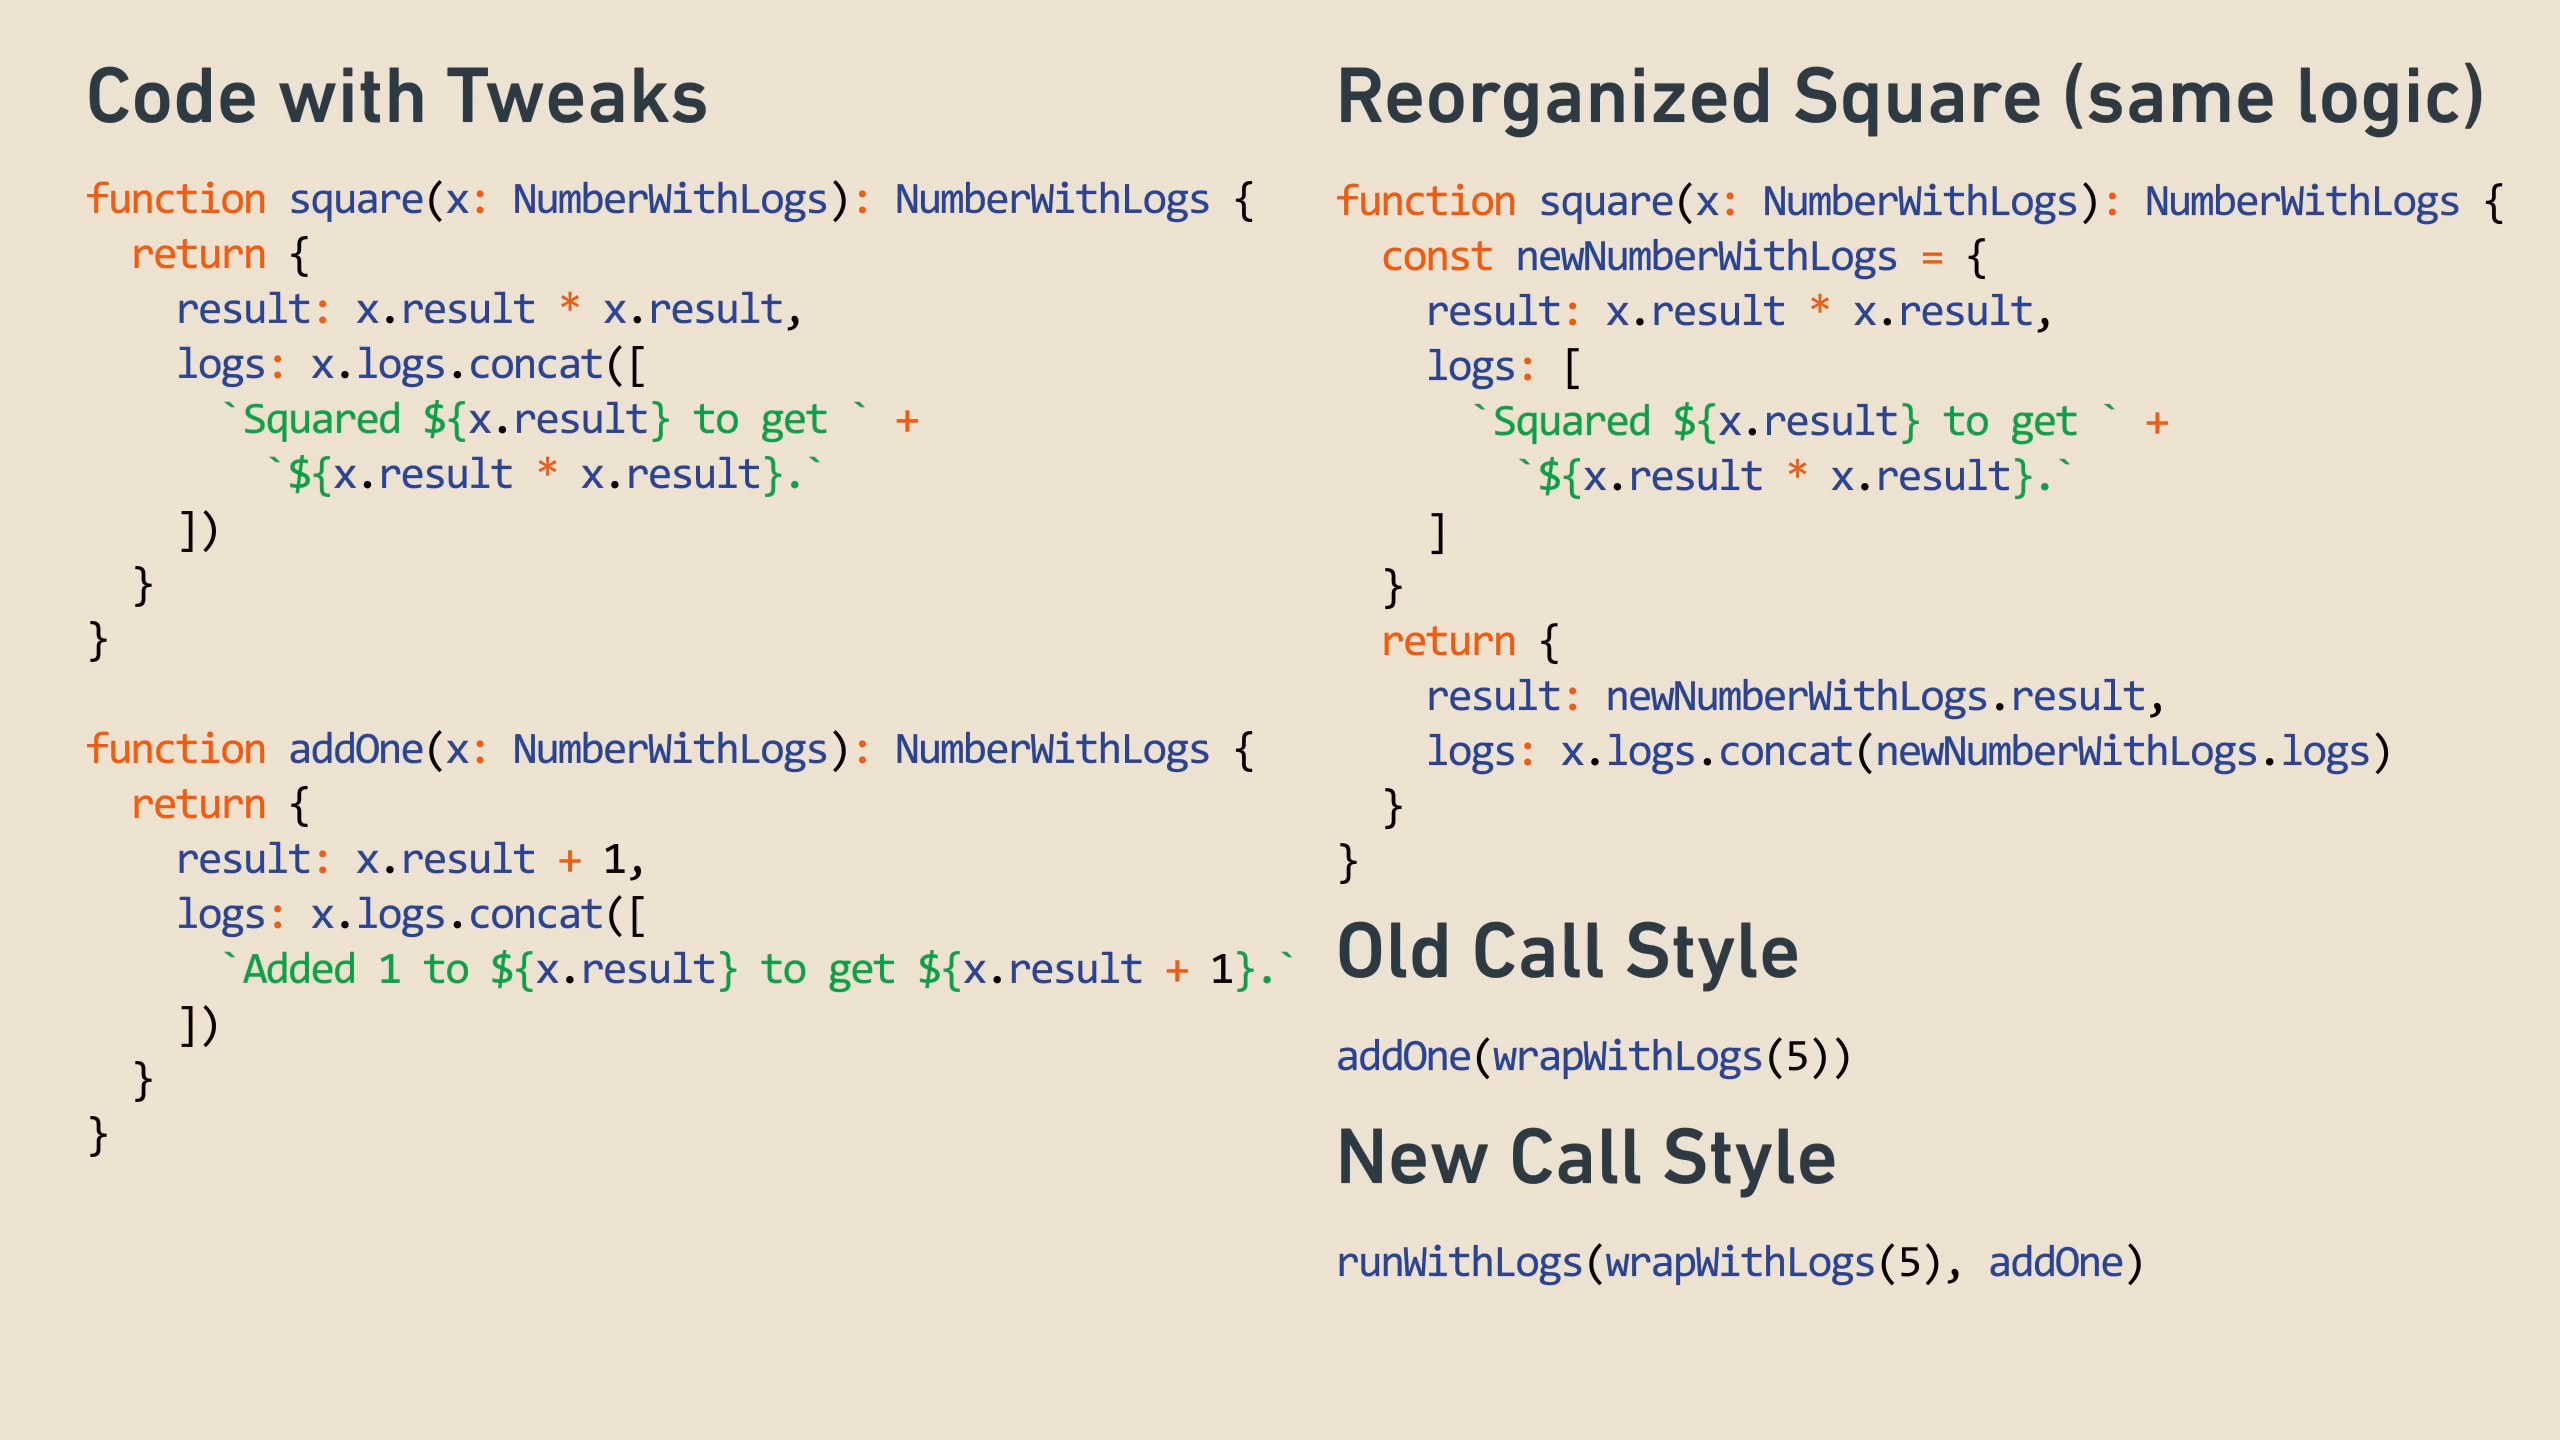 Code with Tweaks
function square(x: NumberWithLogs): NumberWithLogs {
  return {
    result: x.result * x.result,
    logs: x.logs.concat([
      `Squared ${x.result} to get ` +
        `${x.result * x.result}.`
    ])
  }
}
function addOne(x: NumberWithLogs): NumberWithLogs {
  return {
    result: x.result + 1,
    logs: x.logs.concat([
      `Added 1 to ${x.result} to get ${x.result + 1}.`
    ])
  }
}
Reorganized Square (same logic)
function square(x: NumberWithLogs): NumberWithLogs {
  const newNumberWithLogs = {
    result: x.result * x.result,
    logs: [
      `Squared ${x.result} to get ` +
        `${x.result * x.result}.`
    ]
  }
  return {
    result: newNumberWithLogs.result,
    logs: x.logs.concat(newNumberWithLogs.logs)
  }
}
Old Call Style
addOne(wrapWithLogs(5))
New Call Style
runWithLogs(wrapWithLogs(5), addOne)